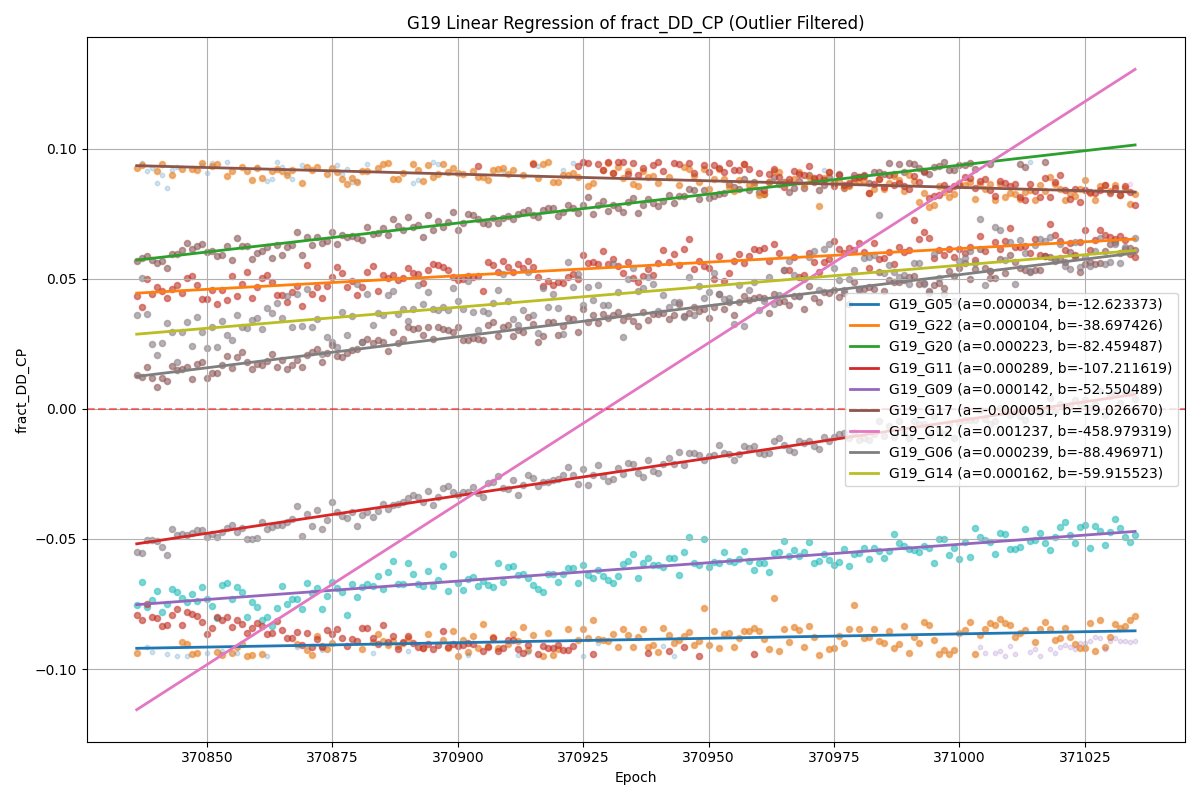 G19 Linear Regression of fract_DD_CP (Outlier Filtered)
fract_DD_CP
0.10
0.05
0.00
−0.05
−0.10
G19_G05 (a=0.000034, b=-12.623373)
G19_G22 (a=0.000104, b=-38.697426)
G19_G20 (a=0.000223, b=-82.459487)
G19_G11 (a=0.000289, b=-107.211619)
G19_G09 (a=0.000142, b=-52.550489)
G19_G17 (a=-0.000051, b=19.026670)
G19_G12 (a=0.001237, b=-458.979319)
G19_G06 (a=0.000239, b=-88.496971)
G19_G14 (a=0.000162, b=-59.915523)
370850 370875 370900 370925 370950 370975 371000 371025
Epoch